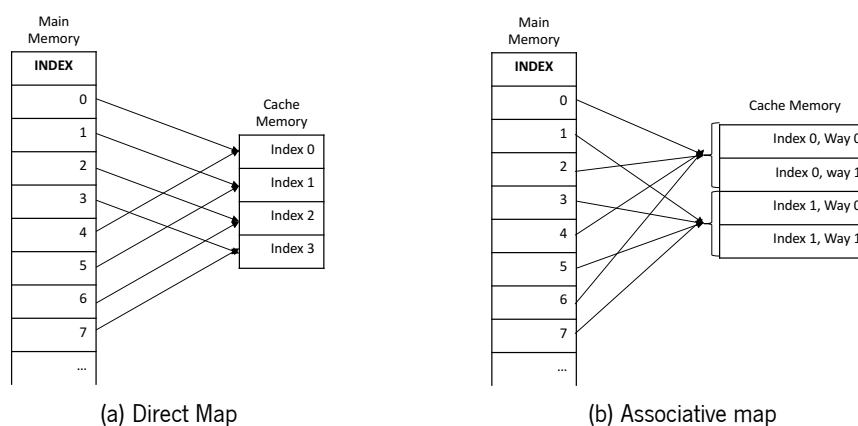 Main
Memory
INDEX
0
1
2
3
4
5
6
7
...
Cache
Memory
Index 0
Index 1
Index 2
Index 3
(a) Direct Map
Main
Memory
INDEX
0
1
2
3
4
5
6
7
...
Cache Memory
Index 0, Way 0
Index 0, way 1
Index 1, Way 0
Index 1, Way 1
(b) Associative map